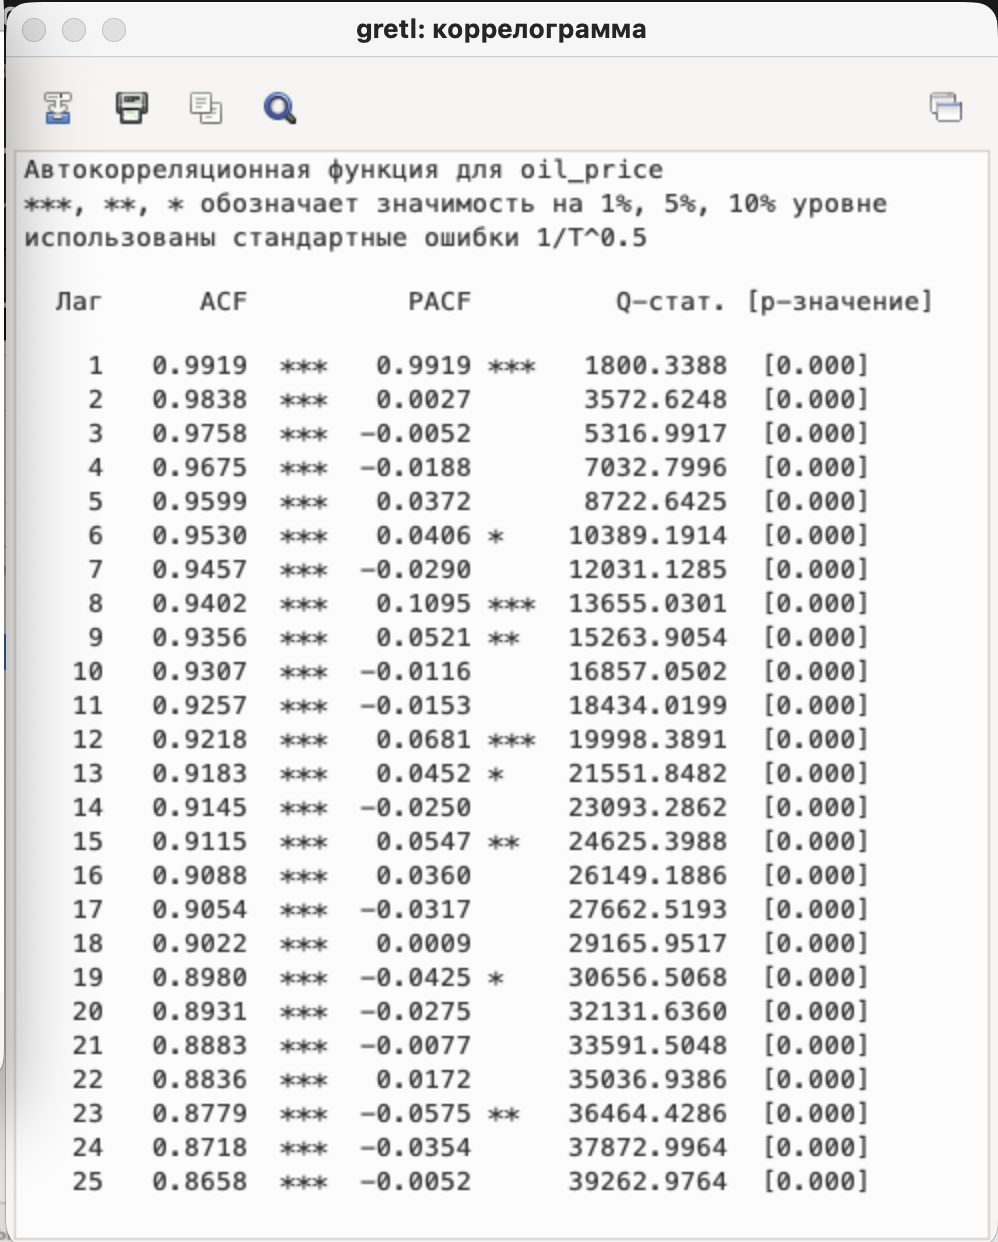 gretl: коррелограмма
Автокорреляционная функция для oil_price
***, **, * обозначает значимость на 1%, 5%, 10% уровне
использованы стандартные ошибки 1/T^0.5
Лаг ACF PACF Q-стат. [p-значение]
1 0.9919 *** 0.9919 *** 1800.3388 [0.000]
2 0.9838 *** 0.0027 3572.6248 [0.000]
3 0.9758 *** -0.0052 5316.9917 [0.000]
4 0.9675 *** -0.0188 7032.7996 [0.000]
5 0.9599 *** 0.0372 8722.6425 [0.000]
6 0.9530 *** 0.0406 * 10389.1914 [0.000]
7 0.9457 *** -0.0290 12031.1285 [0.000]
8 0.9402 *** 0.1095 *** 13655.0301 [0.000]
9 0.9356 *** 0.0521 ** 15263.9054 [0.000]
10 0.9307 *** -0.0116 16857.0502 [0.000]
11 0.9257 *** -0.0153 18434.0199 [0.000]
12 0.9218 *** 0.0681 *** 19998.3891 [0.000]
13 0.9183 *** 0.0452 * 21551.8482 [0.000]
14 0.9145 *** -0.0250 23093.2862 [0.000]
15 0.9115 *** 0.0547 ** 24625.3988 [0.000]
16 0.9088 *** 0.0360 26149.1886 [0.000]
17 0.9054 *** -0.0317 27662.5193 [0.000]
18 0.9022 *** 0.0009 29165.9517 [0.000]
19 0.8980 *** -0.0425 * 30656.5068 [0.000]
20 0.8931 *** -0.0275 32131.6360 [0.000]
21 0.8883 *** -0.0077 33591.5048 [0.000]
22 0.8836 *** 0.0172 35036.9386 [0.000]
23 0.8779 *** -0.0575 ** 36464.4286 [0.000]
24 0.8718 *** -0.0354 37872.9964 [0.000]
25 0.8658 *** -0.0052 39262.9764 [0.000]